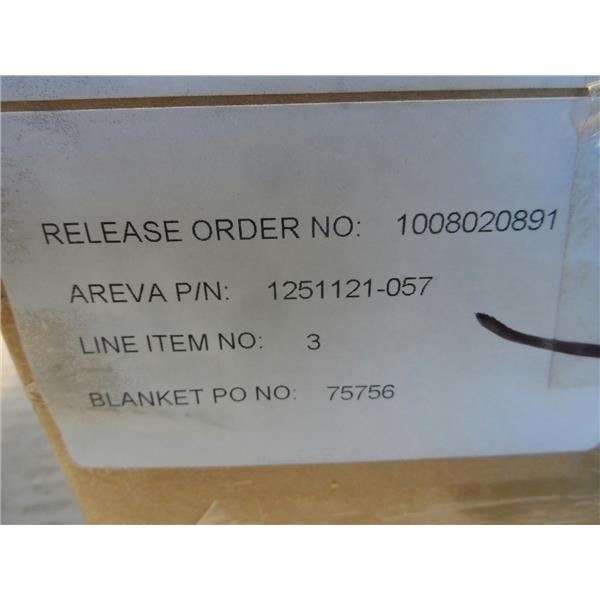 RELEASE ORDER NO: 1008020891
AREVA P/N: 1251121-057
LINE ITEM NO: 3
BLANKET PO NO: 75756